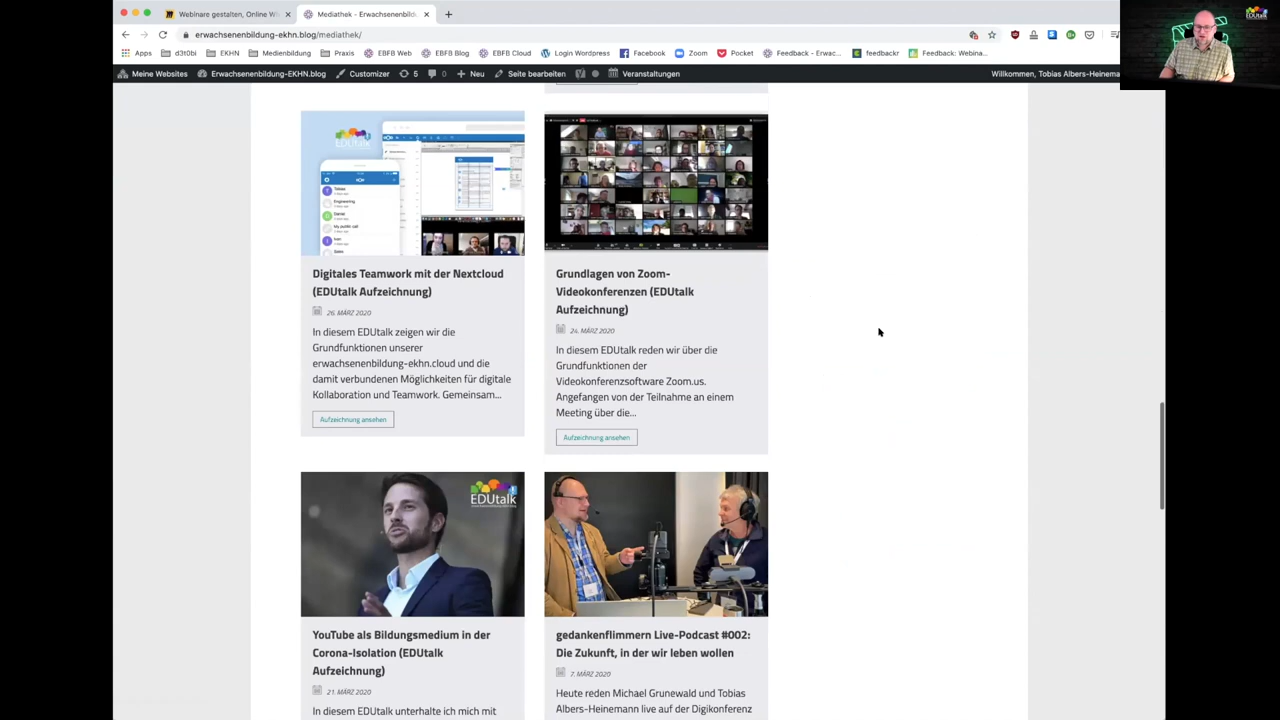 Webinare gestalten, Online W
Mediathek - Erwachsenenbild
erwachsenenbildung-ekhn.blog/mediathek/
Apps
d3f0bl
EKHN
Medienbildung
Praxis
EBFB Web
EBFB Blog
EBFB Cloud
Login Wordpress
Facebook
Zoom
Pocket
Feedback - Erwac...
feedbackr
Feedback: Webina...
Meine Websites
Erwachsenenbildung-EKHN.blog
Customizer
5
0
Neu
Seite bearbeiten
Veranstaltungen
Willkommen, Tobias Albers-Heinema
EDUtalk
Digitales Teamwork mit der Nextcloud
(EDUtalk Aufzeichnung)
26. MÄRZ 2020
In diesem EDUtalk zeigen wir die
Grundfunktionen unserer
erwachsenenbildung-ekhn.cloud und die
damit verbundenen Möglichkeiten für digitale
Kollaboration und Teamwork. Gemeinsam...
Aufzeichnung ansehen
Grundlagen von Zoom-
Videokonferenzen (EDUtalk
Aufzeichnung)
24. MÄRZ 2020
In diesem EDUtalk reden wir über die
Grundfunktionen der
Videokonferenzsoftware Zoom.us.
Angefangen von der Teilnahme an einem
Meeting über die...
Aufzeichnung ansehen
EDUtalk
YouTube als Bildungsmedium in der
Corona-Isolation (EDUtalk
Aufzeichnung)
21. MÄRZ 2020
In diesem EDUtalk unterhalte ich mich mit
gedankenflimmern Live-Podcast #002:
Die Zukunft, in der wir leben wollen
7. MÄRZ 2020
Heute reden Michael Grunewald und Tobias
Albers-Heinemann live auf der Digikonferenz